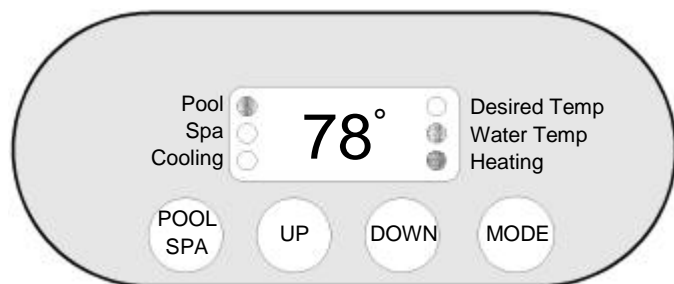 Pool
Spa
Cooling
78°
Desired Temp
Water Temp
Heating
POOL
SPA
UP
DOWN
MODE